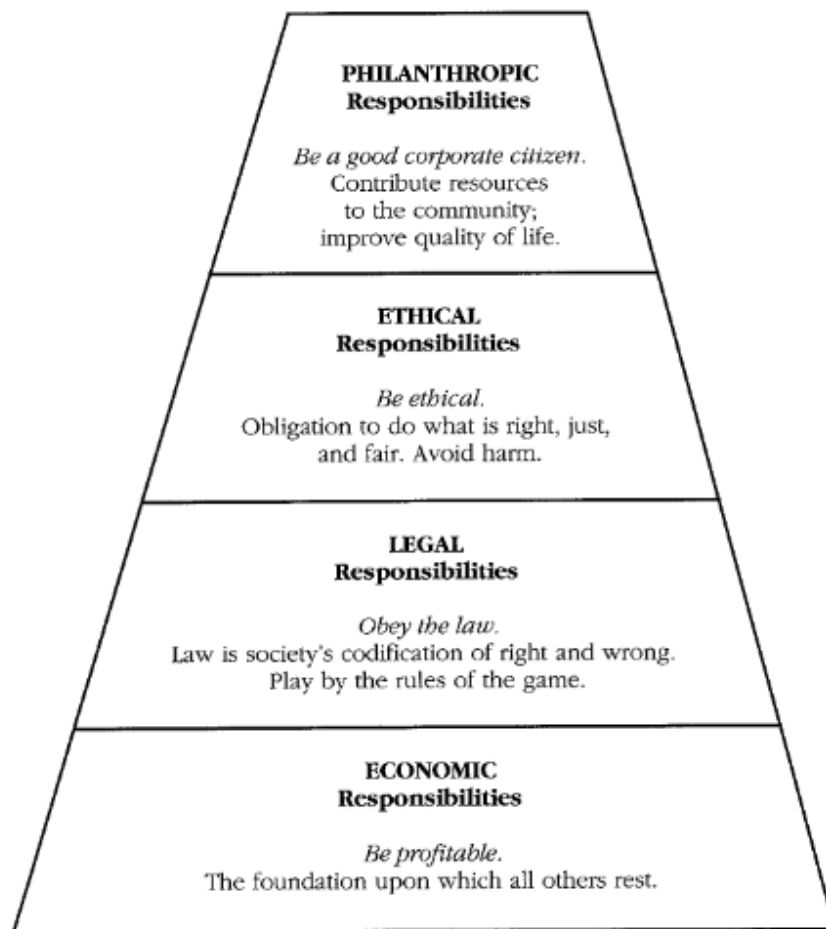 PHILANTHROPIC
Responsibilities
Be a good corporate citizen.
Contribute resources
to the community;
improve quality of life.
ETHICAL
Responsibilities
Be ethical.
Obligation to do what is right, just,
and fair. Avoid harm.
LEGAL
Responsibilities
Obey the law.
Law is society's codification of right and wrong.
Play by the rules of the game.
ECONOMIC
Responsibilities
Be profitable.
The foundation upon which all others rest.